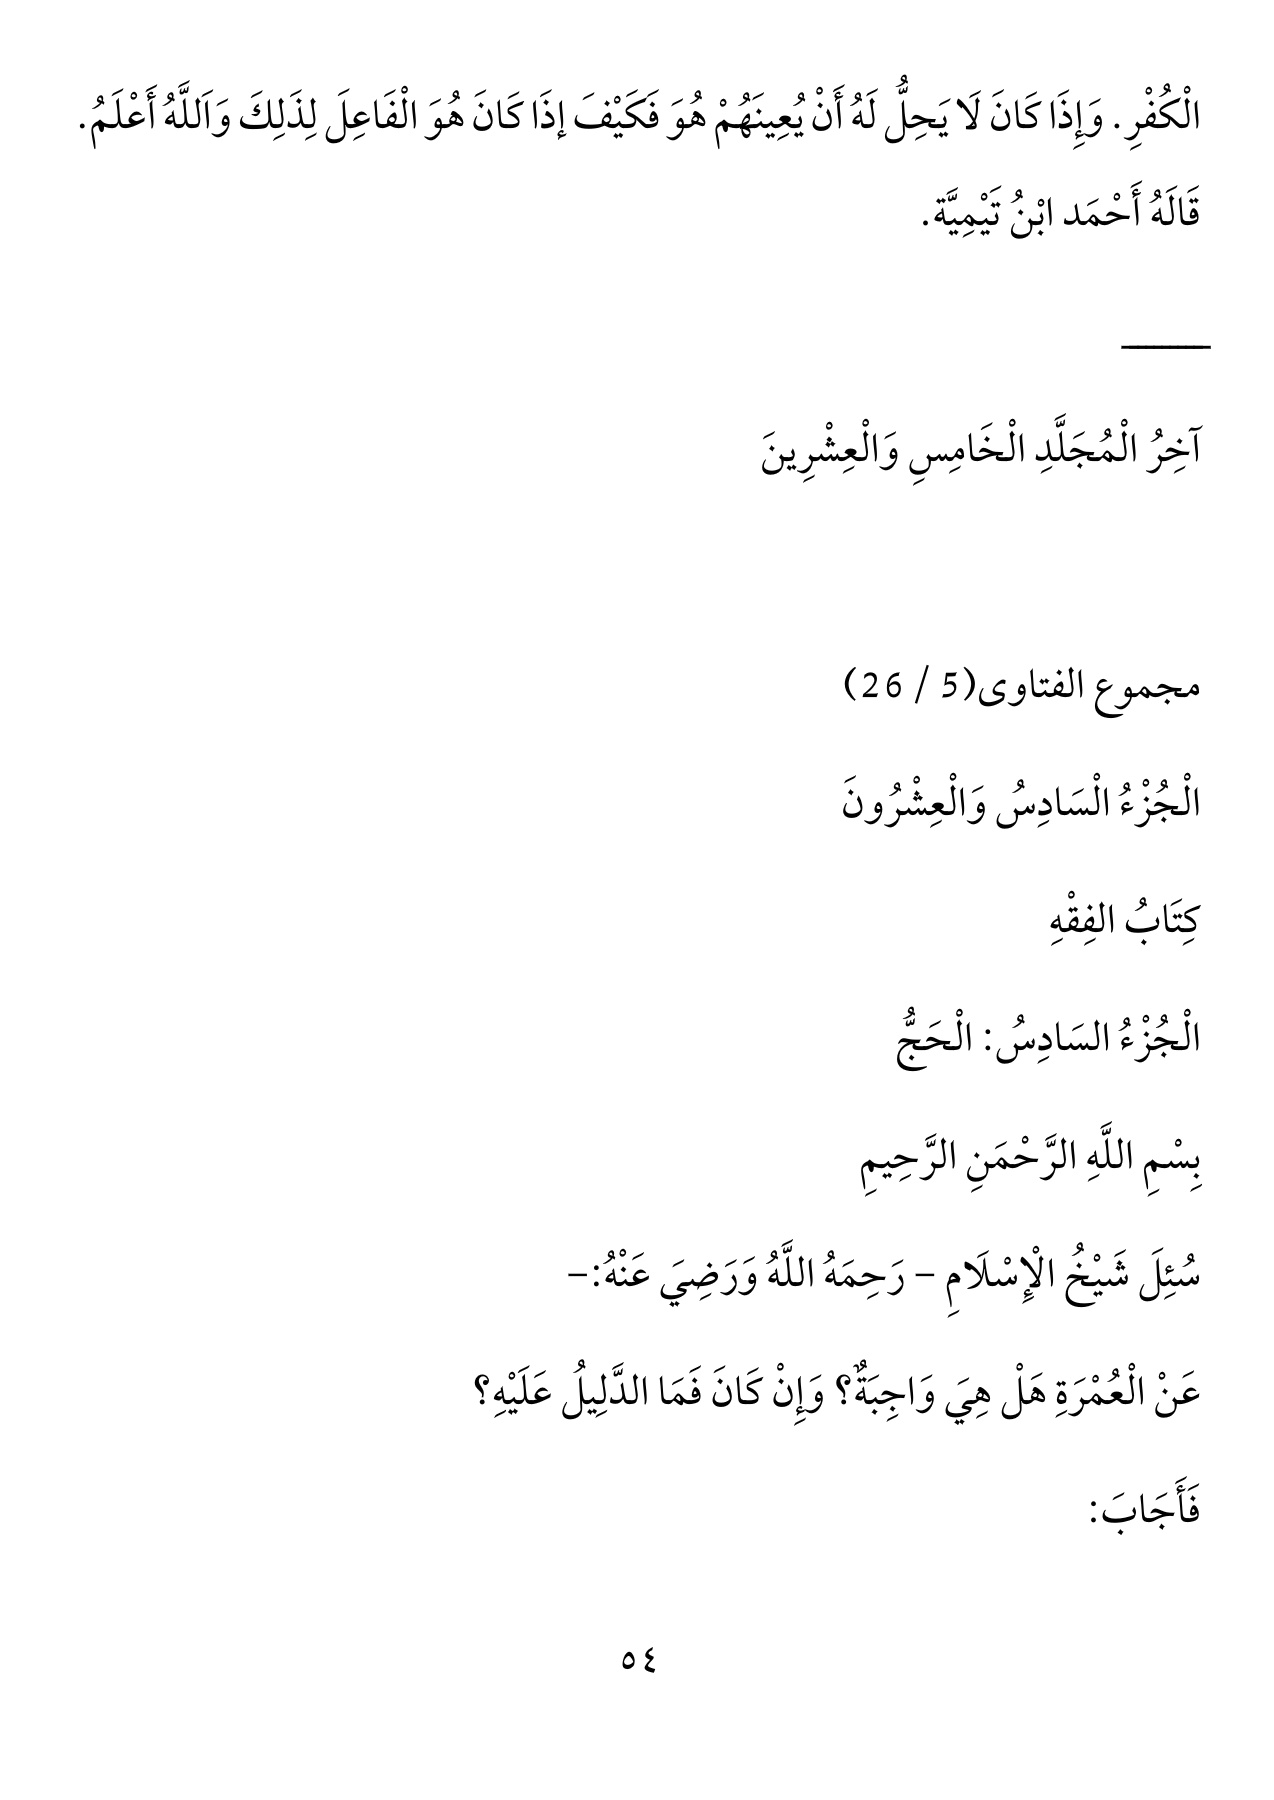 الْكُفْرِ. وَإِذَا كَانَ لَا يَحِلُّ لَهُ أَنْ يُعِينَهُمْ هُوَ فَكَيْفَ إذَا كَانَ هُوَ الْفَاعِلَ لِذَلِكَ وَاَللَّهُ أَعْلَمُ.
قَالَهُ أَحْمَد ابْنُ تَيْمِيَّة.
آخِرُ الْمُجَلَّدِ الْخَامِسِ وَالْعِشْرِينَ
مجموع الفتاوى(5 / 26)
الْجُزْءُ الْسَادِسُ وَالْعِشْرُونَ
كِتَابُ الفِقْهِ
الْجُزْءُ السَادِسُ: الْحَجُّ
بِسْمِ اللَّهِ الرَّحْمَنِ الرَّحِيمِ
سُئِلَ شَيْخُ الْإِسْلَامِ - رَحِمَهُ اللَّهُ وَرَضِيَ عَنْهُ:-
عَنْ الْعُمْرَةِ هَلْ هِيَ وَاجِبَةٌ؟ وَإِنْ كَانَ فَمَا الدَّلِيلُ عَلَيْهِ؟
فَأَجَابَ:
٥٤